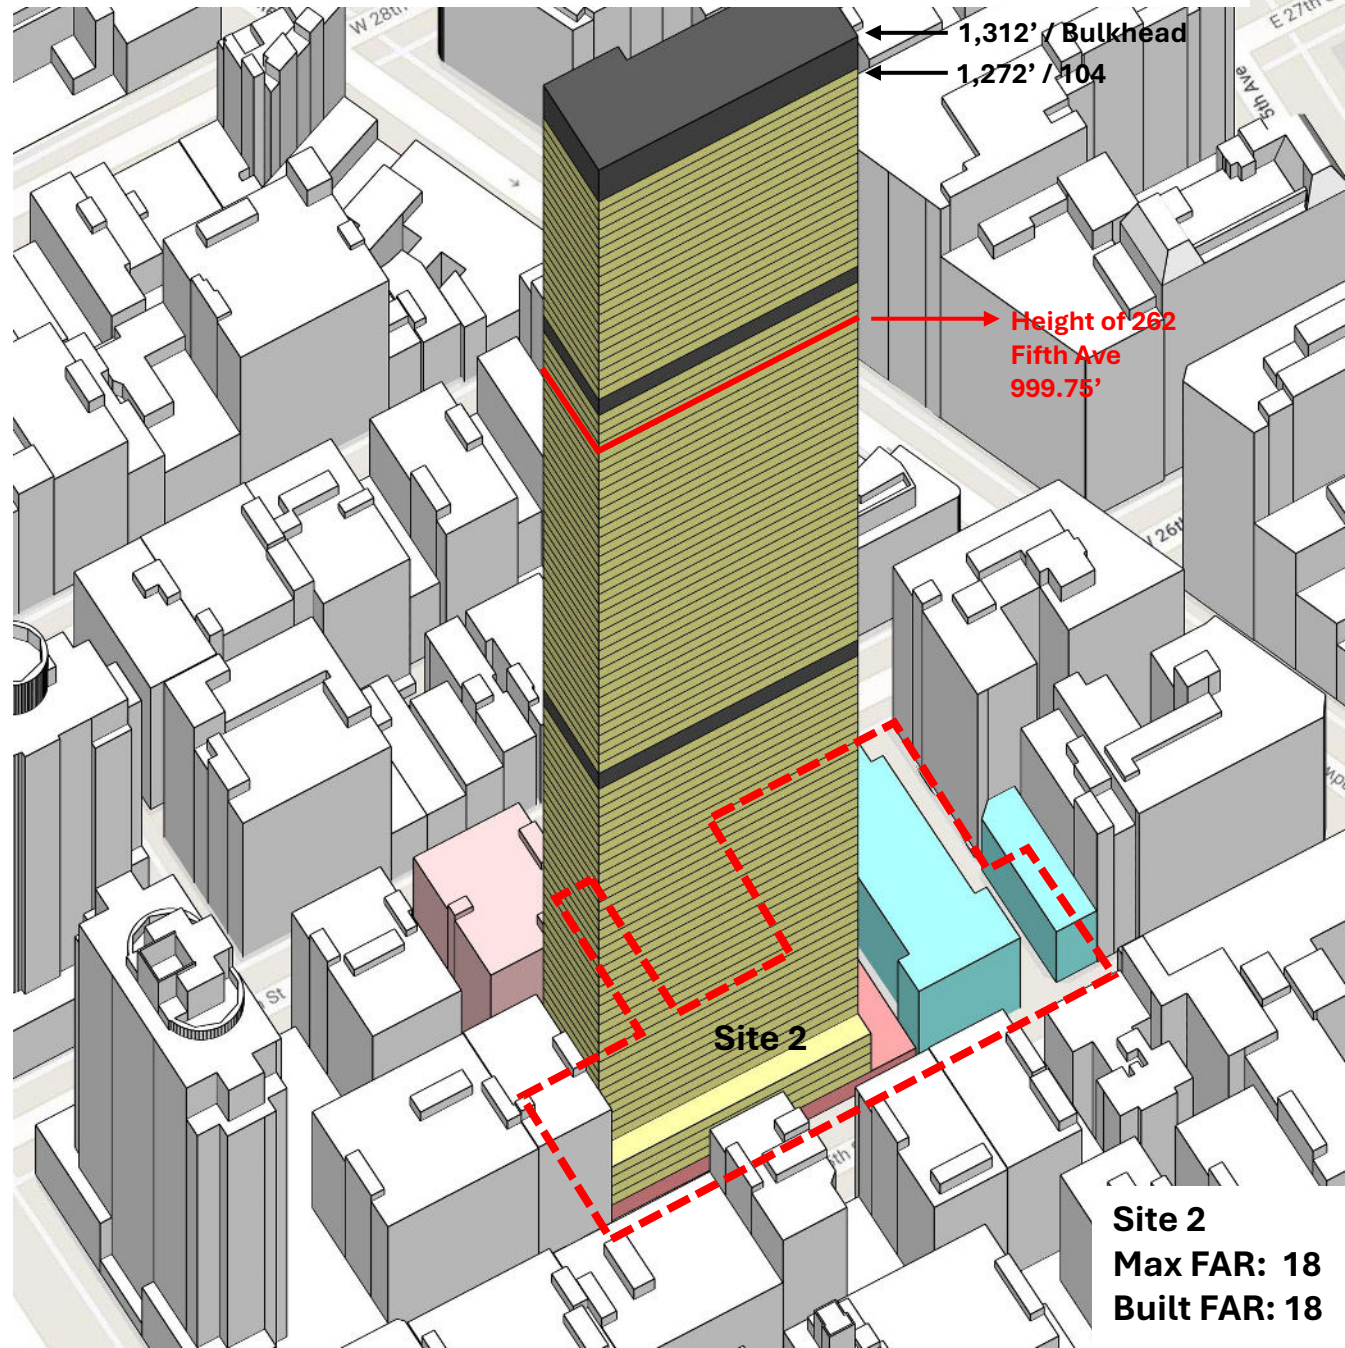 W 28th
E 27th
1,312’ / Bulkhead
1,272’ / 104
5th Ave
Height of 262
Fifth Ave
999.75’
26th
St
Site 2
Site 2
Max FAR: 18
Built FAR: 18